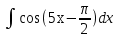 ∫ cos(5x − π/2)dx